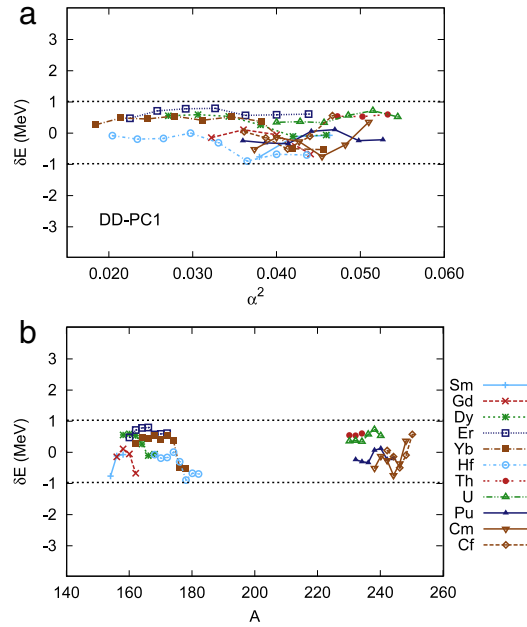 a
δE (MeV)
3
2
1
0
-1
-2
-3
DD-PC1
0.020 0.030 0.040 0.050 0.060
α²
b
δE (MeV)
3
2
1
0
-1
-2
-3
140 160 180 200 220 240 260
A
Sm
Gd
Dy
Er
Yb
Hf
Th
U
Pu
Cm
Cf